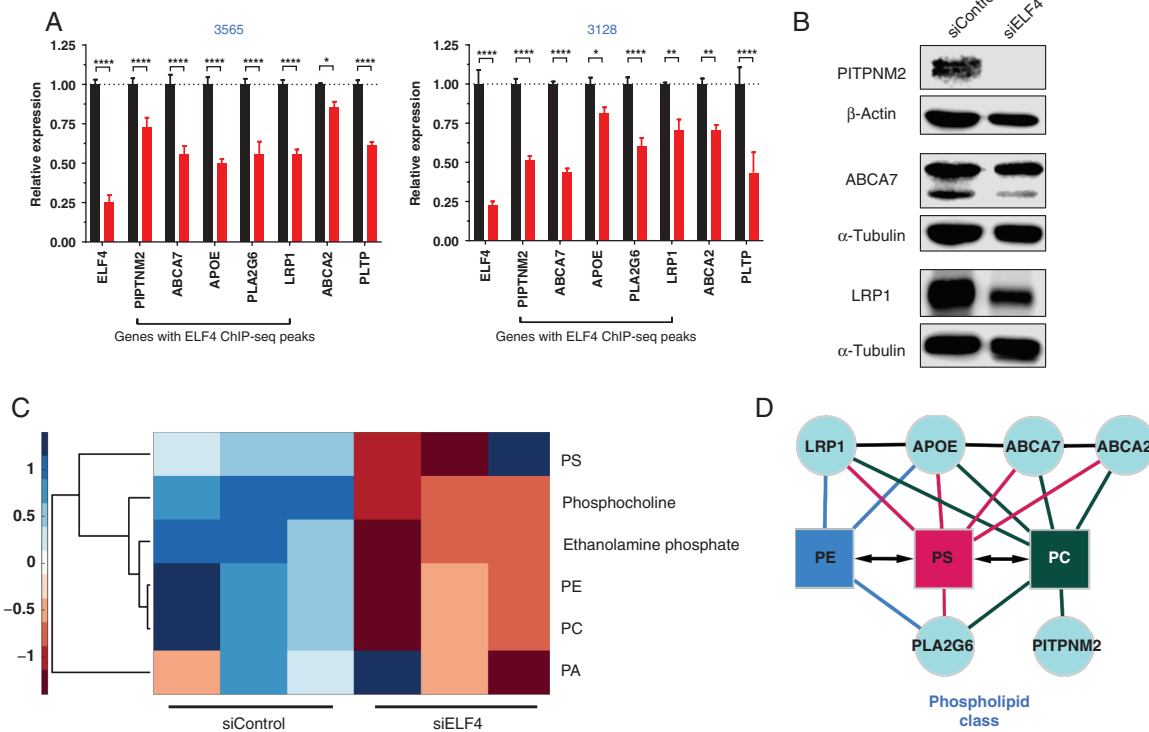 A
3565
Relative expression
1.25
1.00
0.75
0.50
0.25
0.00
**** **** **** **** **** **** * ****
ELF4 PIPTNM2 ABCA7 APOE PLA2G6 LRP1 ABCA2 PLTP
Genes with ELF4 ChIP-seq peaks
3128
Relative expression
1.25
1.00
0.75
0.50
0.25
0.00
**** **** **** * **** ** ** ****
ELF4 PIPTNM2 ABCA7 APOE PLA2G6 LRP1 ABCA2 PLTP
Genes with ELF4 ChIP-seq peaks
B
siControl siELF4
PITPNM2
β-Actin
ABCA7
α-Tubulin
LRP1
α-Tubulin
C
1
0.5
0
−0.5
−1
PS
Phosphocholine
Ethanolamine phosphate
PE
PC
PA
siControl siELF4
D
LRP1 APOE ABCA7 ABCA2
PE PS PC
PLA2G6 PITPNM2
Phospholipid
class